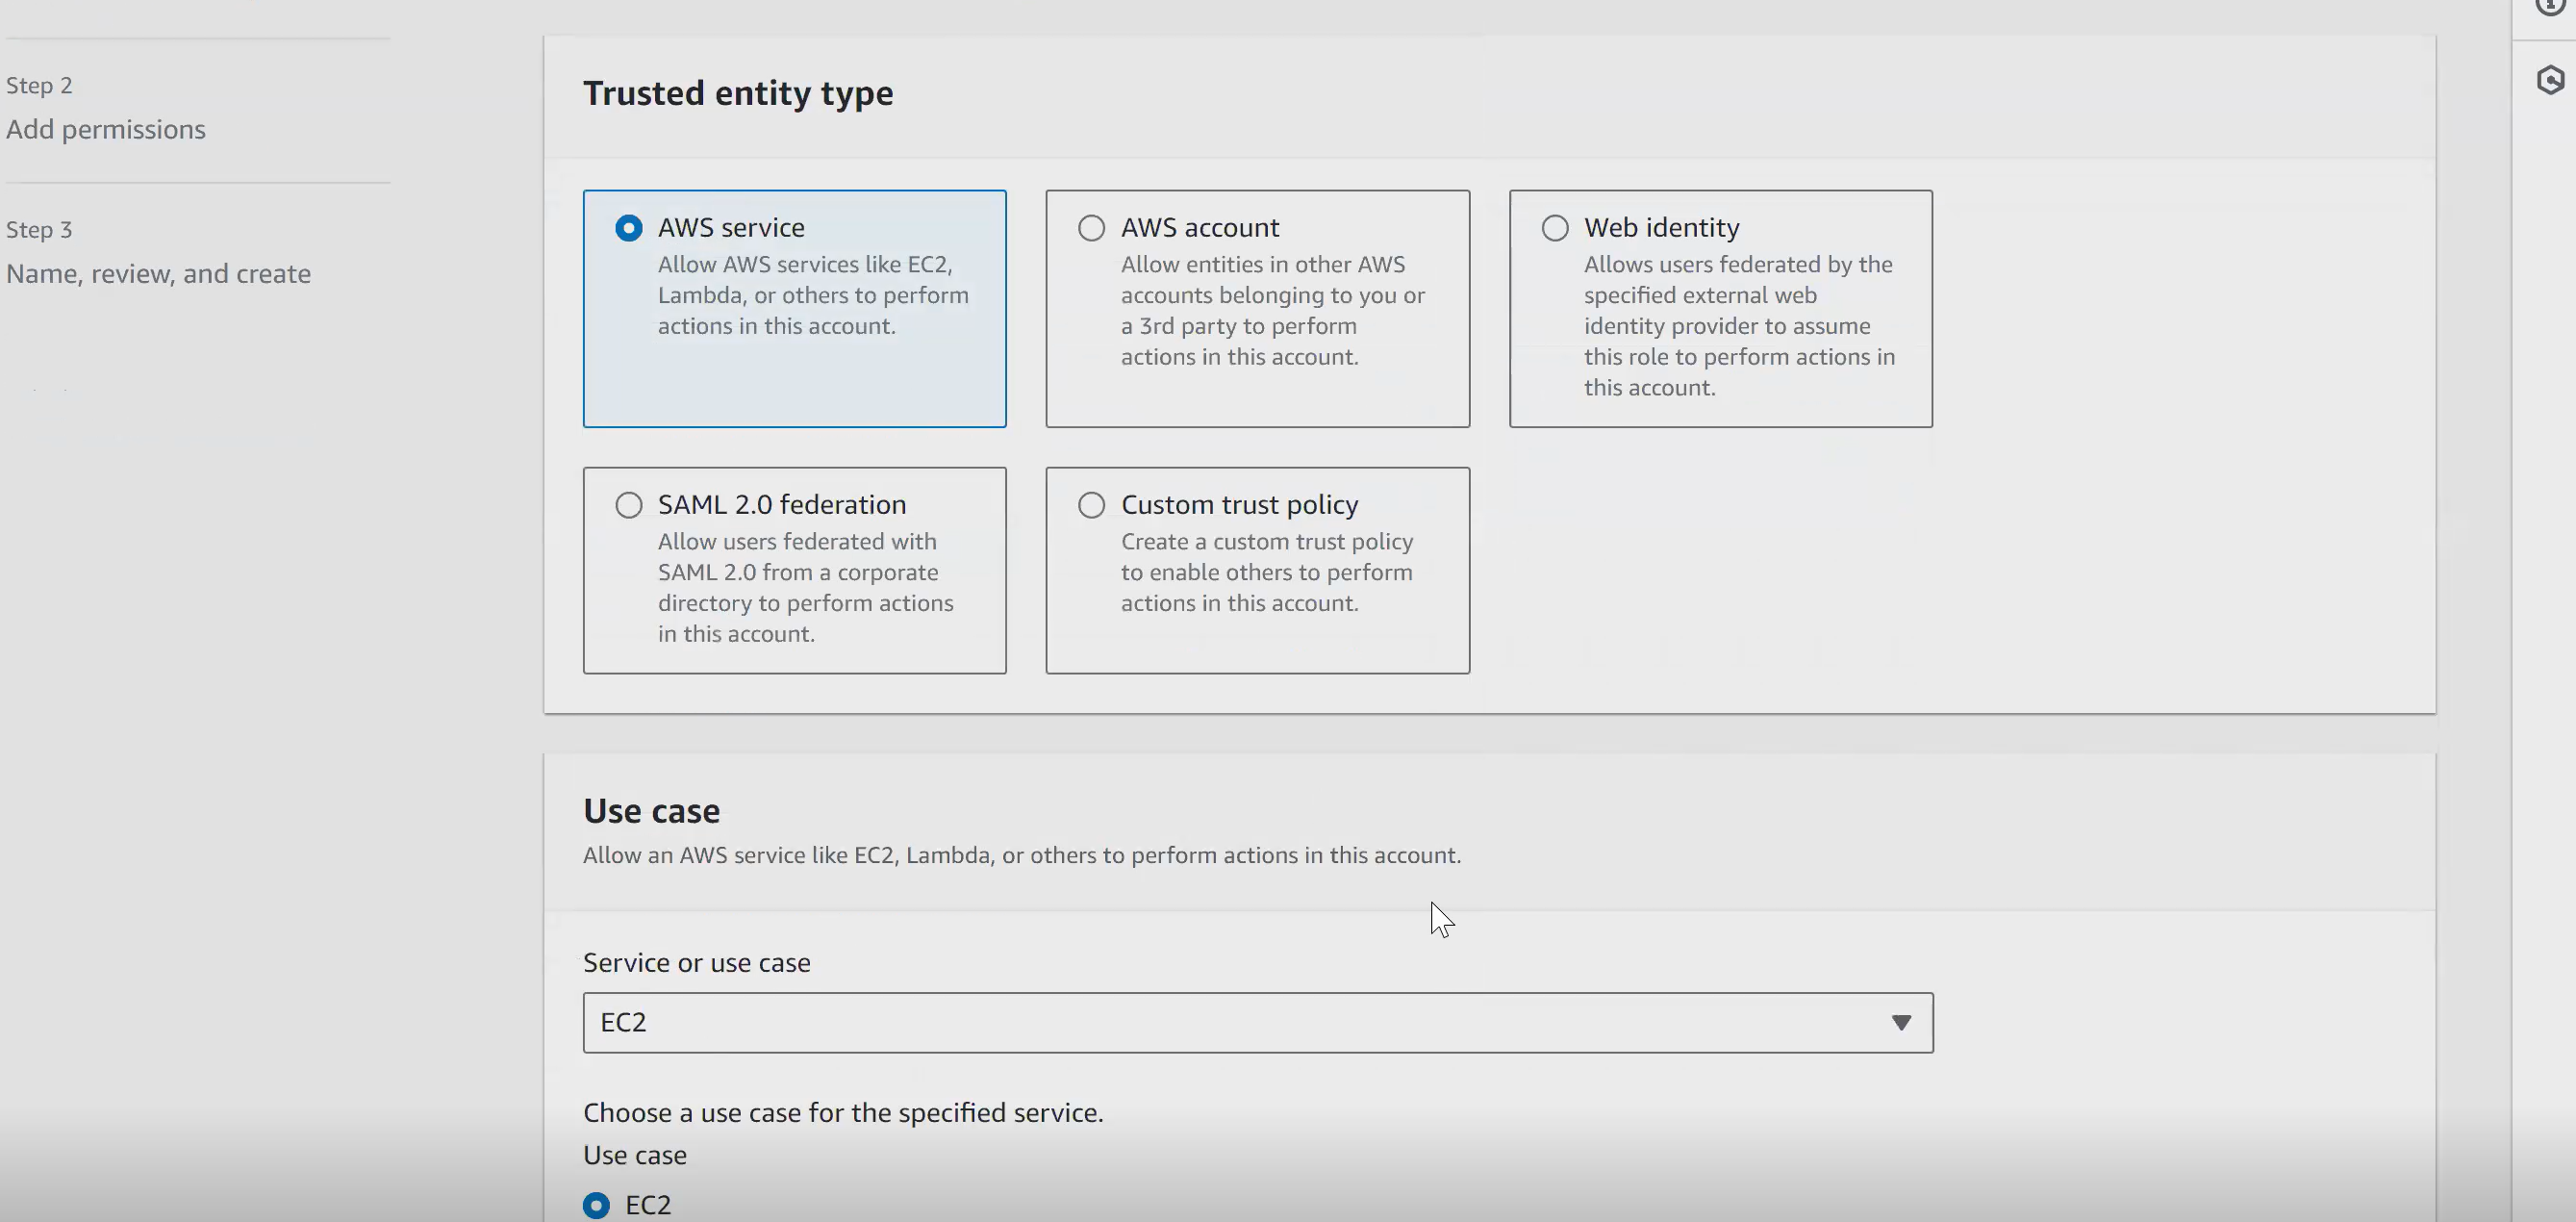 Step 2
Add permissions
Step 3
Name, review, and create
Trusted entity type
AWS service
Allow AWS services like EC2,
Lambda, or others to perform
actions in this account.
AWS account
Allow entities in other AWS
accounts belonging to you or
a 3rd party to perform
actions in this account.
Web identity
Allows users federated by the
specified external web
identity provider to assume
this role to perform actions in
this account.
SAML 2.0 federation
Allow users federated with
SAML 2.0 from a corporate
directory to perform actions
in this account.
Custom trust policy
Create a custom trust policy
to enable others to perform
actions in this account.
Use case
Allow an AWS service like EC2, Lambda, or others to perform actions in this account.
Service or use case
EC2
Choose a use case for the specified service.
Use case
EC2